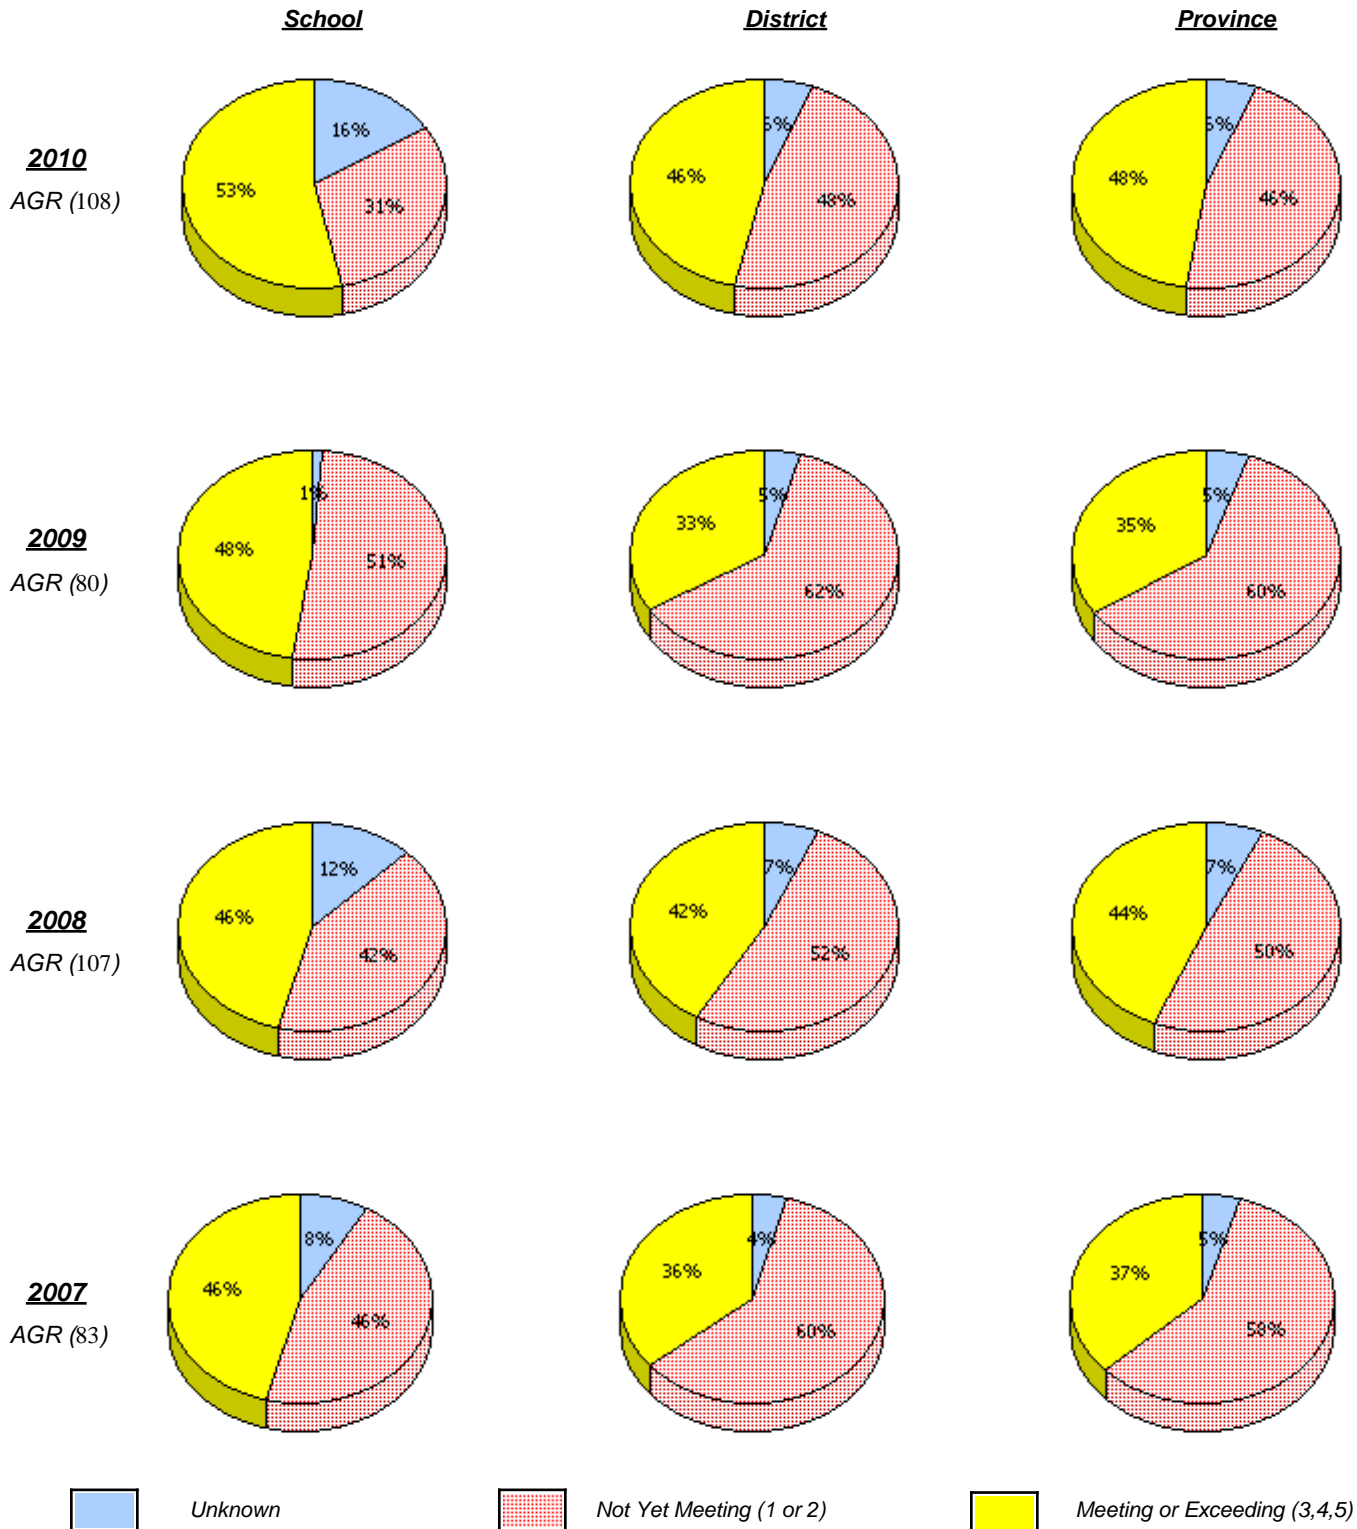 School District Province
16% 6% 6%
2010 53% 31% 46% 48% 48% 46%
AGR (108)
1% 5% 5%
2009 48% 51% 33% 62% 35% 60%
AGR (80)
12% 7% 7%
2008 46% 42% 42% 52% 44% 50%
AGR (107)
8% 4% 5%
2007 46% 46% 36% 60% 37% 58%
AGR (83)
Unknown Not Yet Meeting (1 or 2) Meeting or Exceeding (3,4,5)